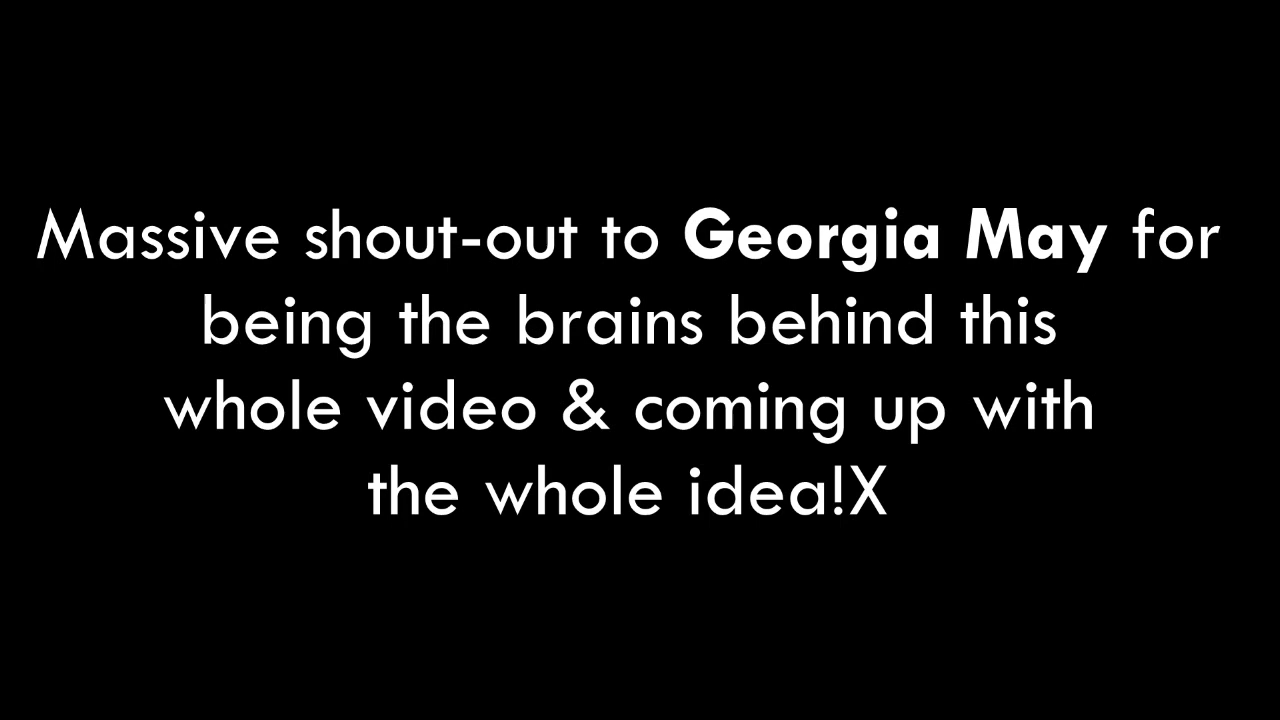 Massive shout-out to Georgia May for
being the brains behind this
whole video & coming up with
the whole idea!X